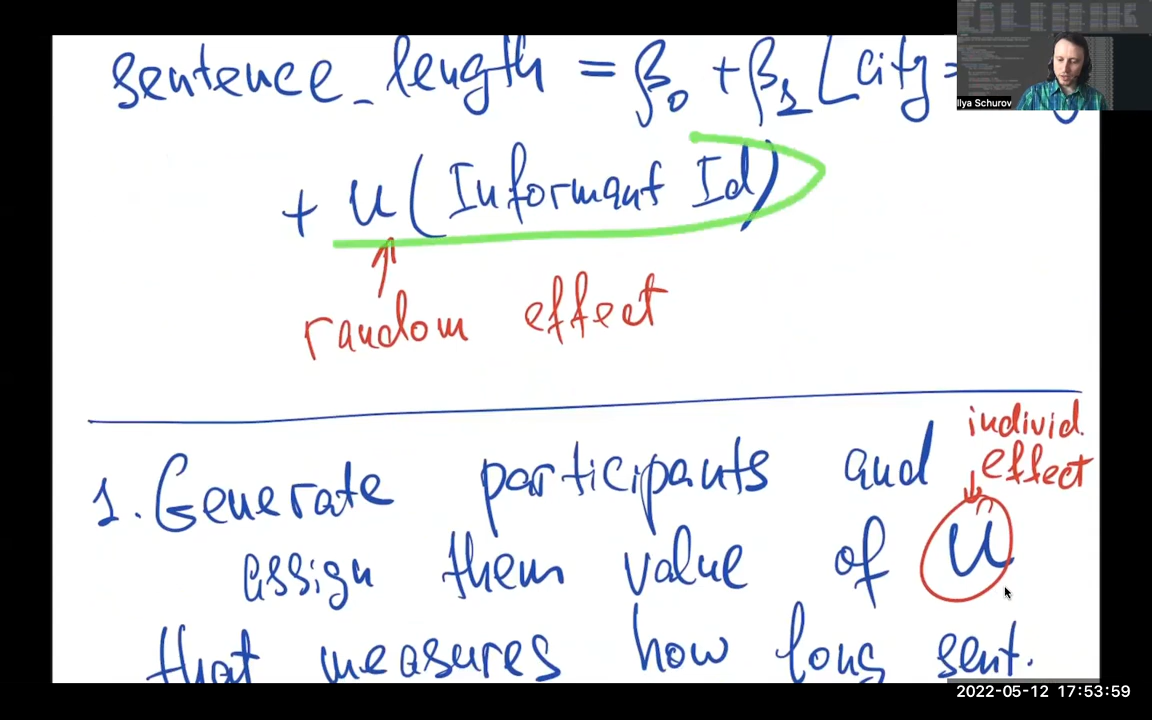 sentence_length = β₀ + β₁ [city =
+ u(Informant Id)
random effect
individ.
effect
1. Generate participants and
assign them value of u
that measures how long sent.
Ilya Schurov
2022-05-12 17:53:59